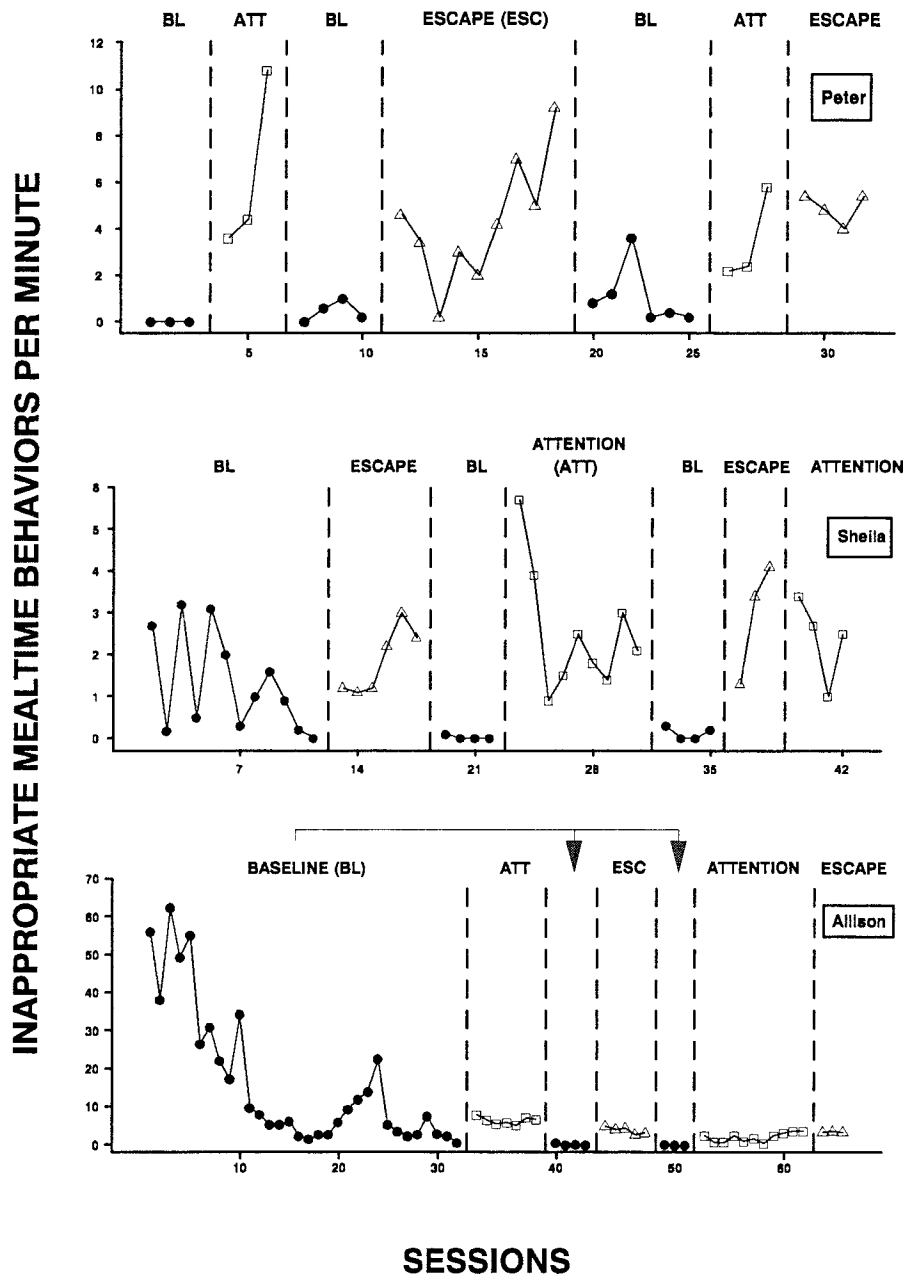 INAPPROPRIATE MEALTIME BEHAVIORS PER MINUTE
BL ATT BL ESCAPE (ESC) BL ATT ESCAPE
12
10
8
6
4
2
0
Peter
5 10 15 20 25 30
BL ESCAPE BL ATTENTION (ATT) BL ESCAPE ATTENTION
6
5
4
3
2
1
0
Sheila
7 14 21 28 35 42
BASELINE (BL) ATT ESC ATTENTION ESCAPE
70
60
50
40
30
20
10
0
Allison
10 20 30 40 50 60
SESSIONS